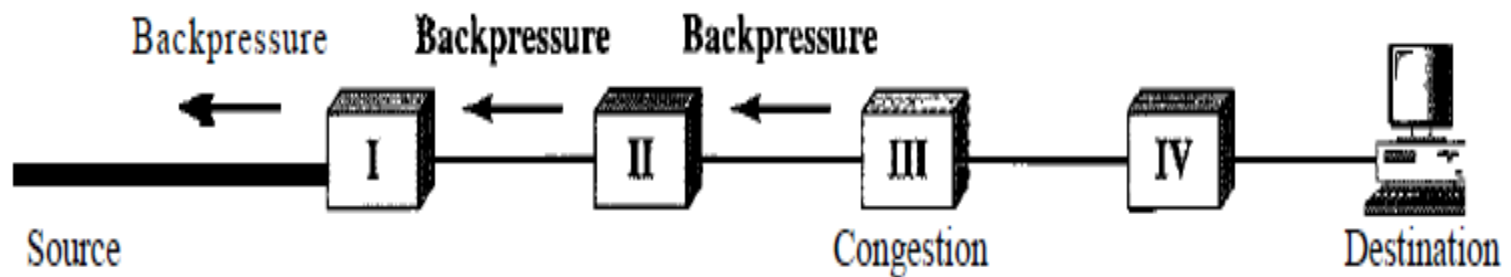 Backpressure Backpressure Backpressure
I II III IV
Source Congestion Destination